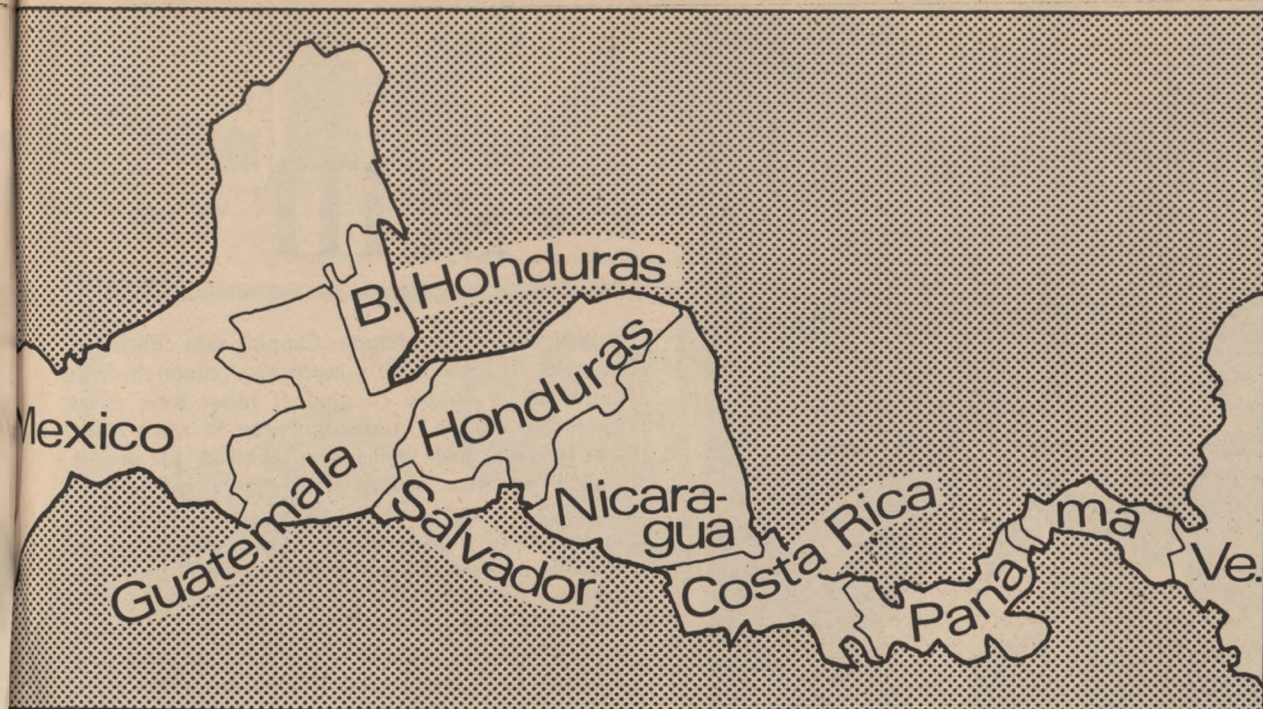 B. Honduras
Mexico
Honduras
Guatemala
Salvador
Nicara-
gua
Costa Rica
Pana
ma
Ve.